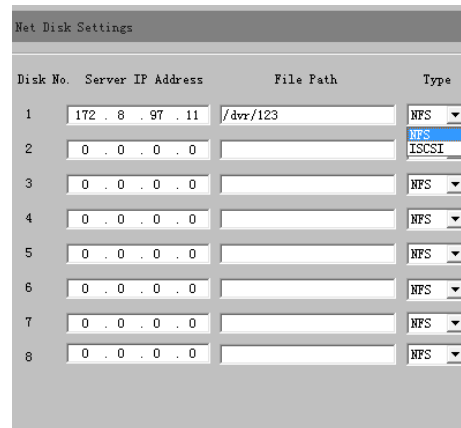 Net Disk Settings
Disk No. Server IP Address File Path Type
1 172 . 8 . 97 . 11 /dvr/123 NFS
NFS
ISCSI
2 0 . 0 . 0 . 0
3 0 . 0 . 0 . 0 NFS
4 0 . 0 . 0 . 0 NFS
5 0 . 0 . 0 . 0 NFS
6 0 . 0 . 0 . 0 NFS
7 0 . 0 . 0 . 0 NFS
8 0 . 0 . 0 . 0 NFS